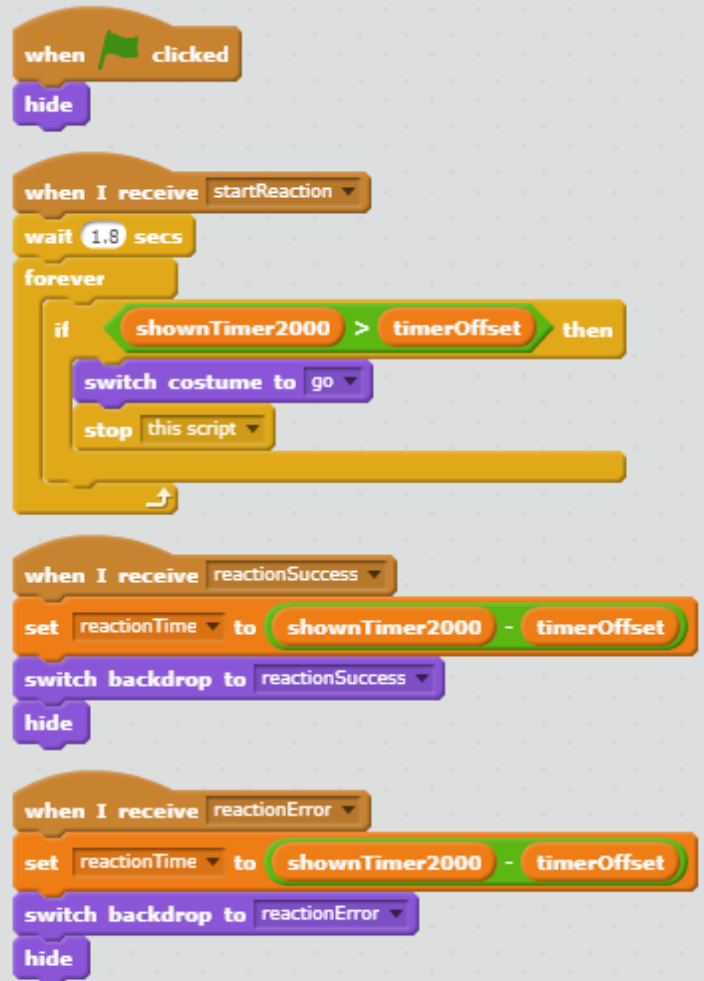 when clicked
hide
when I receive startReaction
wait 1.8 secs
forever
if shownTimer2000 > timerOffset then
switch costume to go
stop this script
when I receive reactionSuccess
set reactionTime to shownTimer2000 - timerOffset
switch backdrop to reactionSuccess
hide
when I receive reactionError
set reactionTime to shownTimer2000 - timerOffset
switch backdrop to reactionError
hide